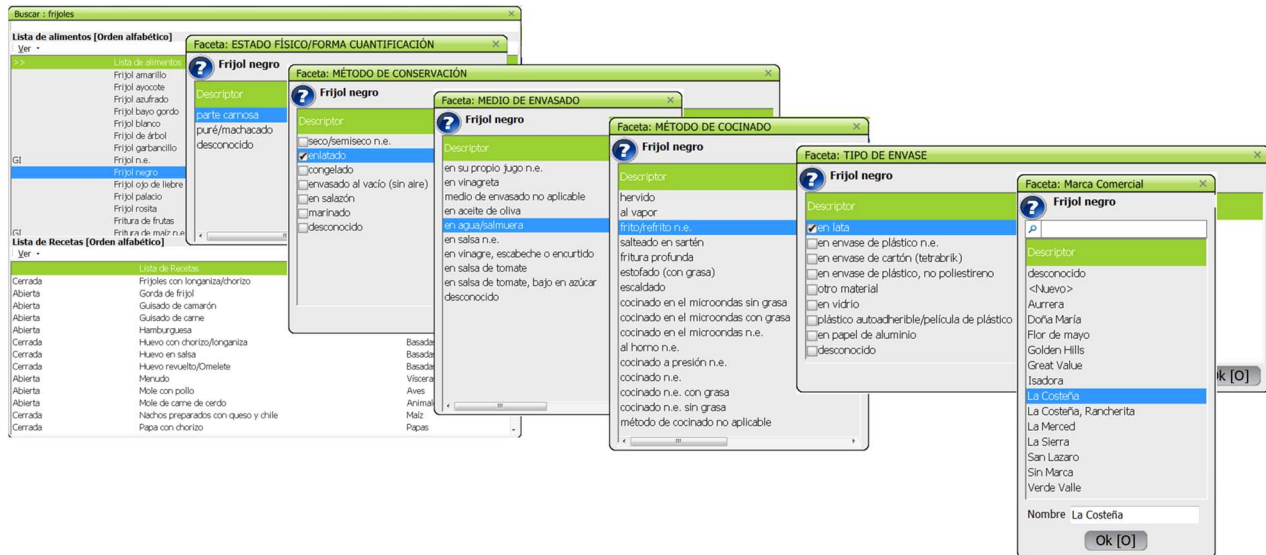 Buscar : frijoles
Lista de alimentos [Orden alfabético]
Ver
>> Lista de alimentos
Frijol amarillo
Frijol ayocote
Frijol azufrado
Frijol bayo gordo
Frijol blanco
Frijol de árbol
Frijol garbancillo
GI Frijol n.e.
Frijol negro
Frijol ojo de liebre
Frijol palacio
Frijol rosita
Fritura de frutas
GI Fritura de maíz n.e
Lista de Recetas [Orden alfabético]
Ver
Lista de Recetas
Cerrada Frijoles con longaniza/chorizo
Abierta Gorda de frijol
Abierta Guisado de camarón
Abierta Guisado de carne
Abierta Hamburguesa
Cerrada Huevo con chorizo/longaniza Basada
Cerrada Huevo en salsa Basada
Cerrada Huevo revuelto/Omelete Basada
Abierta Menudo Víscera
Abierta Mole con pollo Aves
Abierta Mole de carne de cerdo Animal
Cerrada Nachos preparados con queso y chile Maíz
Cerrada Papa con chorizo Papas
Faceta: ESTADO FÍSICO/FORMA CUANTIFICACIÓN
Frijol negro
Descriptor
parte carnosa
puré/machacado
desconocido
Faceta: MÉTODO DE CONSERVACIÓN
Frijol negro
Descriptor
seco/semiseco n.e.
enlatado
congelado
envasado al vacío (sin aire)
en salazón
marinado
desconocido
Faceta: MEDIO DE ENVASADO
Frijol negro
Descriptor
en su propio jugo n.e.
en vinagreta
medio de envasado no aplicable
en aceite de oliva
en agua/salmuera
en salsa n.e.
en vinagre, escabeche o encurtido
en salsa de tomate
en salsa de tomate, bajo en azúcar
desconocido
Faceta: MÉTODO DE COCINADO
Frijol negro
Descriptor
hervido
al vapor
frito/refrito n.e.
salteado en sartén
fritura profunda
estofado (con grasa)
escaldado
cocinado en el microondas sin grasa
cocinado en el microondas con grasa
cocinado en el microondas n.e.
al horno n.e.
cocinado a presión n.e.
cocinado n.e.
cocinado n.e. con grasa
cocinado n.e. sin grasa
método de cocinado no aplicable
Faceta: TIPO DE ENVASE
Frijol negro
Descriptor
en lata
en envase de plástico n.e.
en envase de cartón (tetrabrik)
en envase de plástico, no poliestireno
otro material
en vidrio
plástico autoadherible/película de plástico
en papel de aluminio
desconocido
k [O]
Faceta: Marca Comercial
Frijol negro
Descriptor
desconocido
<Nuevo>
Aurrera
Doña María
Flor de mayo
Golden Hills
Great Value
Isadora
La Costeña
La Costeña, Rancherita
La Merced
La Sierra
San Lazaro
Sin Marca
Verde Valle
Nombre La Costeña
Ok [O]